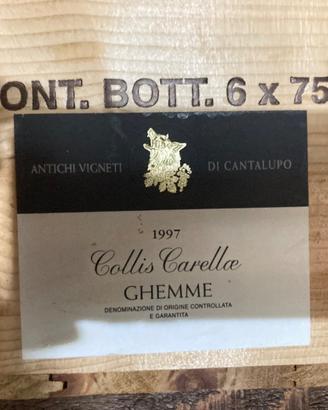 ONT. BOTT. 6 x 75
ANTICHI VIGNETI DI CANTALUPO
1997
Collis Carellæ
GHEMME
DENOMINAZIONE DI ORIGINE CONTROLLATA
E GARANTITA